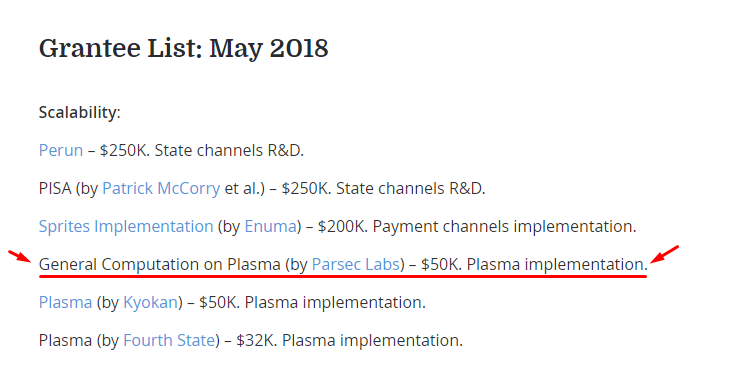 Grantee List: May 2018
Scalability:
Perun – $250K. State channels R&D.
PISA (by Patrick McCorry et al.) – $250K. State channels R&D.
Sprites Implementation (by Enuma) – $200K. Payment channels implementation.
General Computation on Plasma (by Parsec Labs) – $50K. Plasma implementation.
Plasma (by Kyokan) – $50K. Plasma implementation.
Plasma (by Fourth State) – $32K. Plasma implementation.